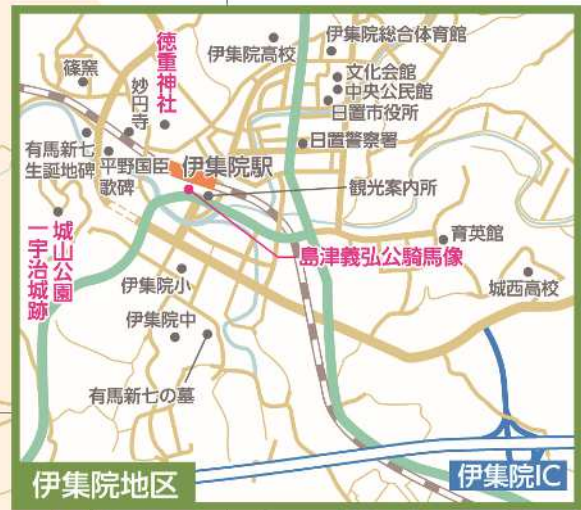 伊集院高校
伊集院総合体育館
文化会館
中央公民館
日置市役所
日置警察署
徳重神社
篠窯
妙円寺
有馬新七
生誕地碑
平野国臣
歌碑
伊集院駅
観光案内所
島津義弘公騎馬像
育英館
城西高校
城山公園
一宇治城跡
伊集院小
伊集院中
有馬新七の墓
伊集院地区
伊集院IC